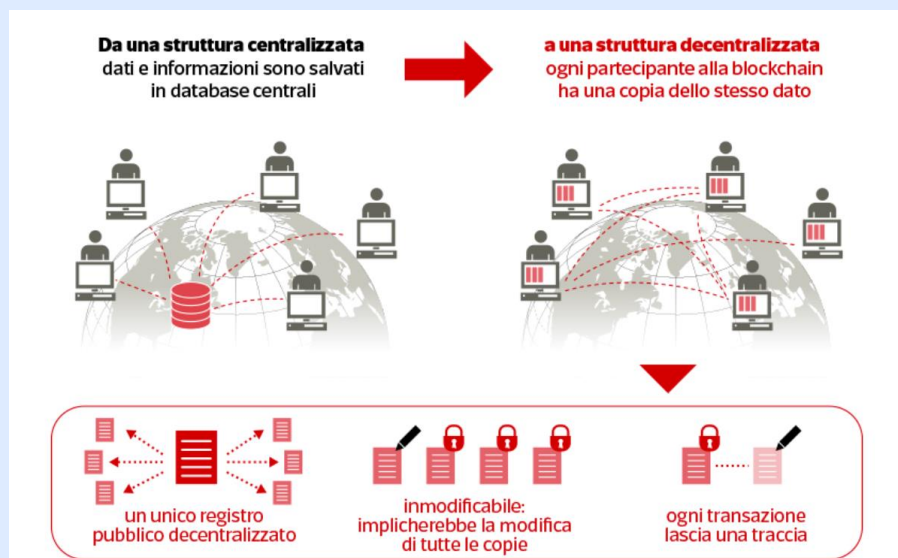 Da una struttura centralizzata
dati e informazioni sono salvati
in database centrali
a una struttura decentralizzata
ogni partecipante alla blockchain
ha una copia dello stesso dato
un unico registro
pubblico decentralizzato
inmodificabile:
implicherebbe la modifica
di tutte le copie
ogni transazione
lascia una traccia